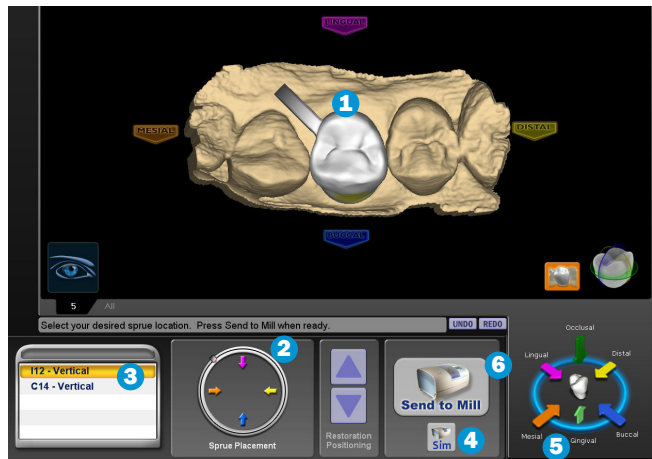 LINGUAL
1
MESIAL
DISTAL
BUCCAL
5
All
Select your desired sprue location. Press Send to Mill when ready.
UNDO
REDO
I12 - Vertical
C14 - Vertical
3
2
Sprue Placement
Restoration
Positioning
6
Send to Mill
Sim
4
Occlusal
Lingual
Distal
Mesial
Gingival
Buccal
5